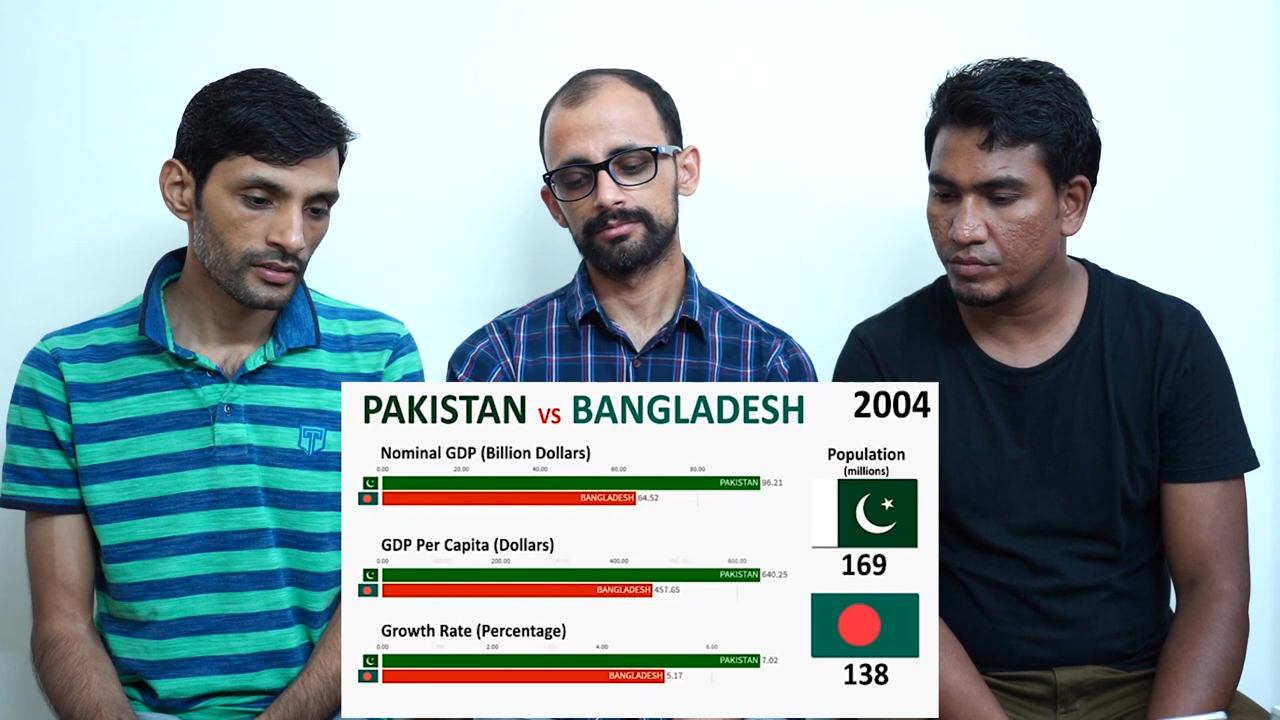 PAKISTAN VS BANGLADESH
2004
Nominal GDP (Billion Dollars)
0.00 20.00 40.00 60.00 80.00
PAKISTAN 96.21
BANGLADESH 64.52
GDP Per Capita (Dollars)
0.00 200.00 400.00 600.00
PAKISTAN 640.25
BANGLADESH 457.65
Growth Rate (Percentage)
0.00 2.00 4.00 6.00
PAKISTAN 7.02
BANGLADESH 5.17
Population
(millions)
169
138